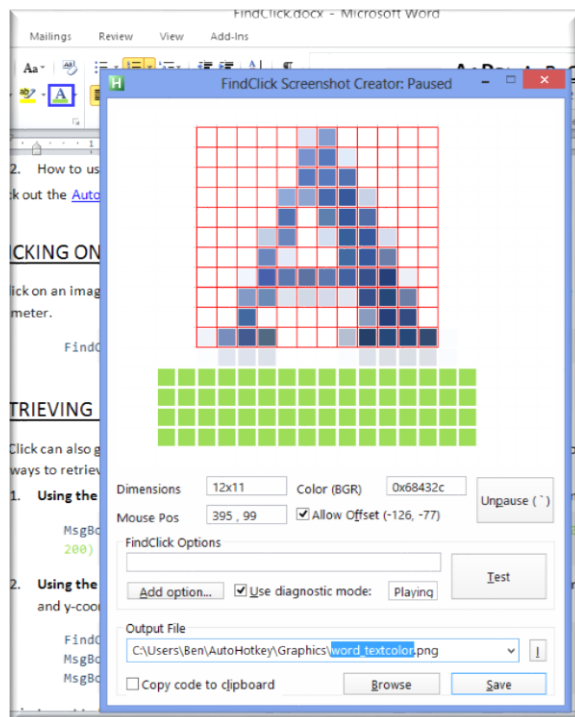 FindClick.docx - Microsoft Word
Mailings Review View Add-Ins
Aa
A
FindClick Screenshot Creator: Paused
2. How to us
k out the Auto
ICKING ON
lick on an imag
meter.
FindC
TRIEVING
Click can also g
ways to retriev
1. Using the
MsgBo
200)
2. Using the
and y-coor
FindC
MsgBo
MsgBo
Dimensions 12x11 Color (BGR) 0x68432c
Unpause (`)
Mouse Pos 395 , 99 Allow Offset (-126, -77)
FindClick Options
Add option... Use diagnostic mode: Playing
Test
Output File
C:\Users\Ben\AutoHotkey\Graphics\word_textcolor.png
I
Copy code to clipboard Browse Save